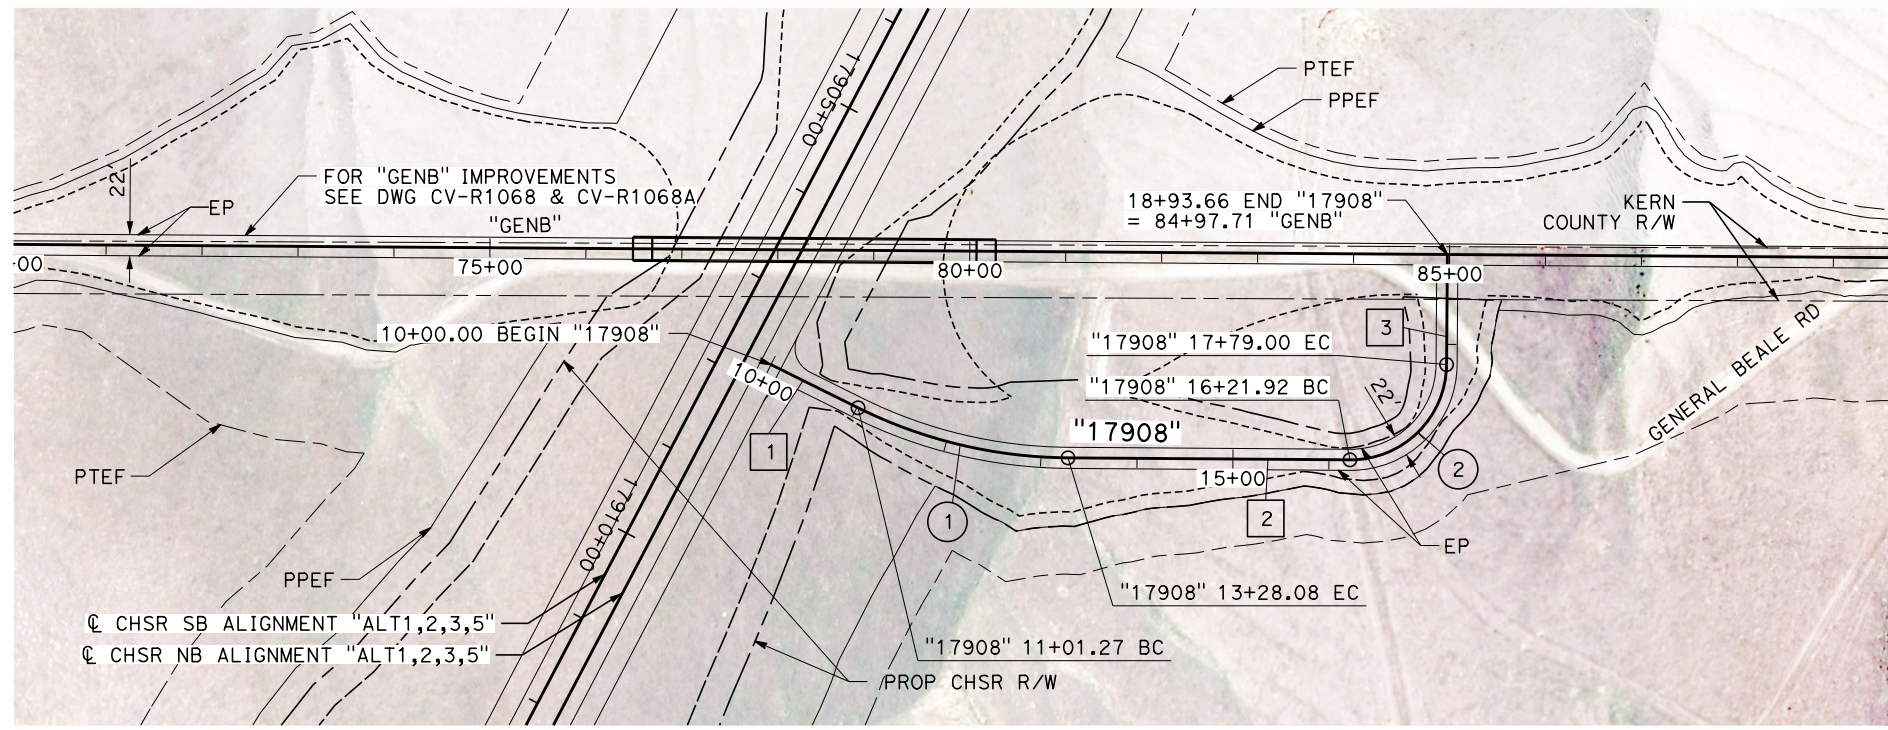 PTEF
PPEF
17905+00
22'
FOR "GENB" IMPROVEMENTS
SEE DWG CV-R1068 & CV-R1068A
EP
"GENB"
18+93.66 END "17908"
= 84+97.71 "GENB"
KERN
COUNTY R/W
-00
75+00
80+00
85+00
10+00.00 BEGIN "17908"
10+00
"17908" 17+79.00 EC
3
"17908" 16+21.92 BC
22'
GENERAL BEALE RD
"17908"
1
2
15+00
PTEF
17910+00
1
2
EP
PPEF
"17908" 13+28.08 EC
℄ CHSR SB ALIGNMENT "ALT1,2,3,5"
"17908" 11+01.27 BC
℄ CHSR NB ALIGNMENT "ALT1,2,3,5"
PROP CHSR R/W